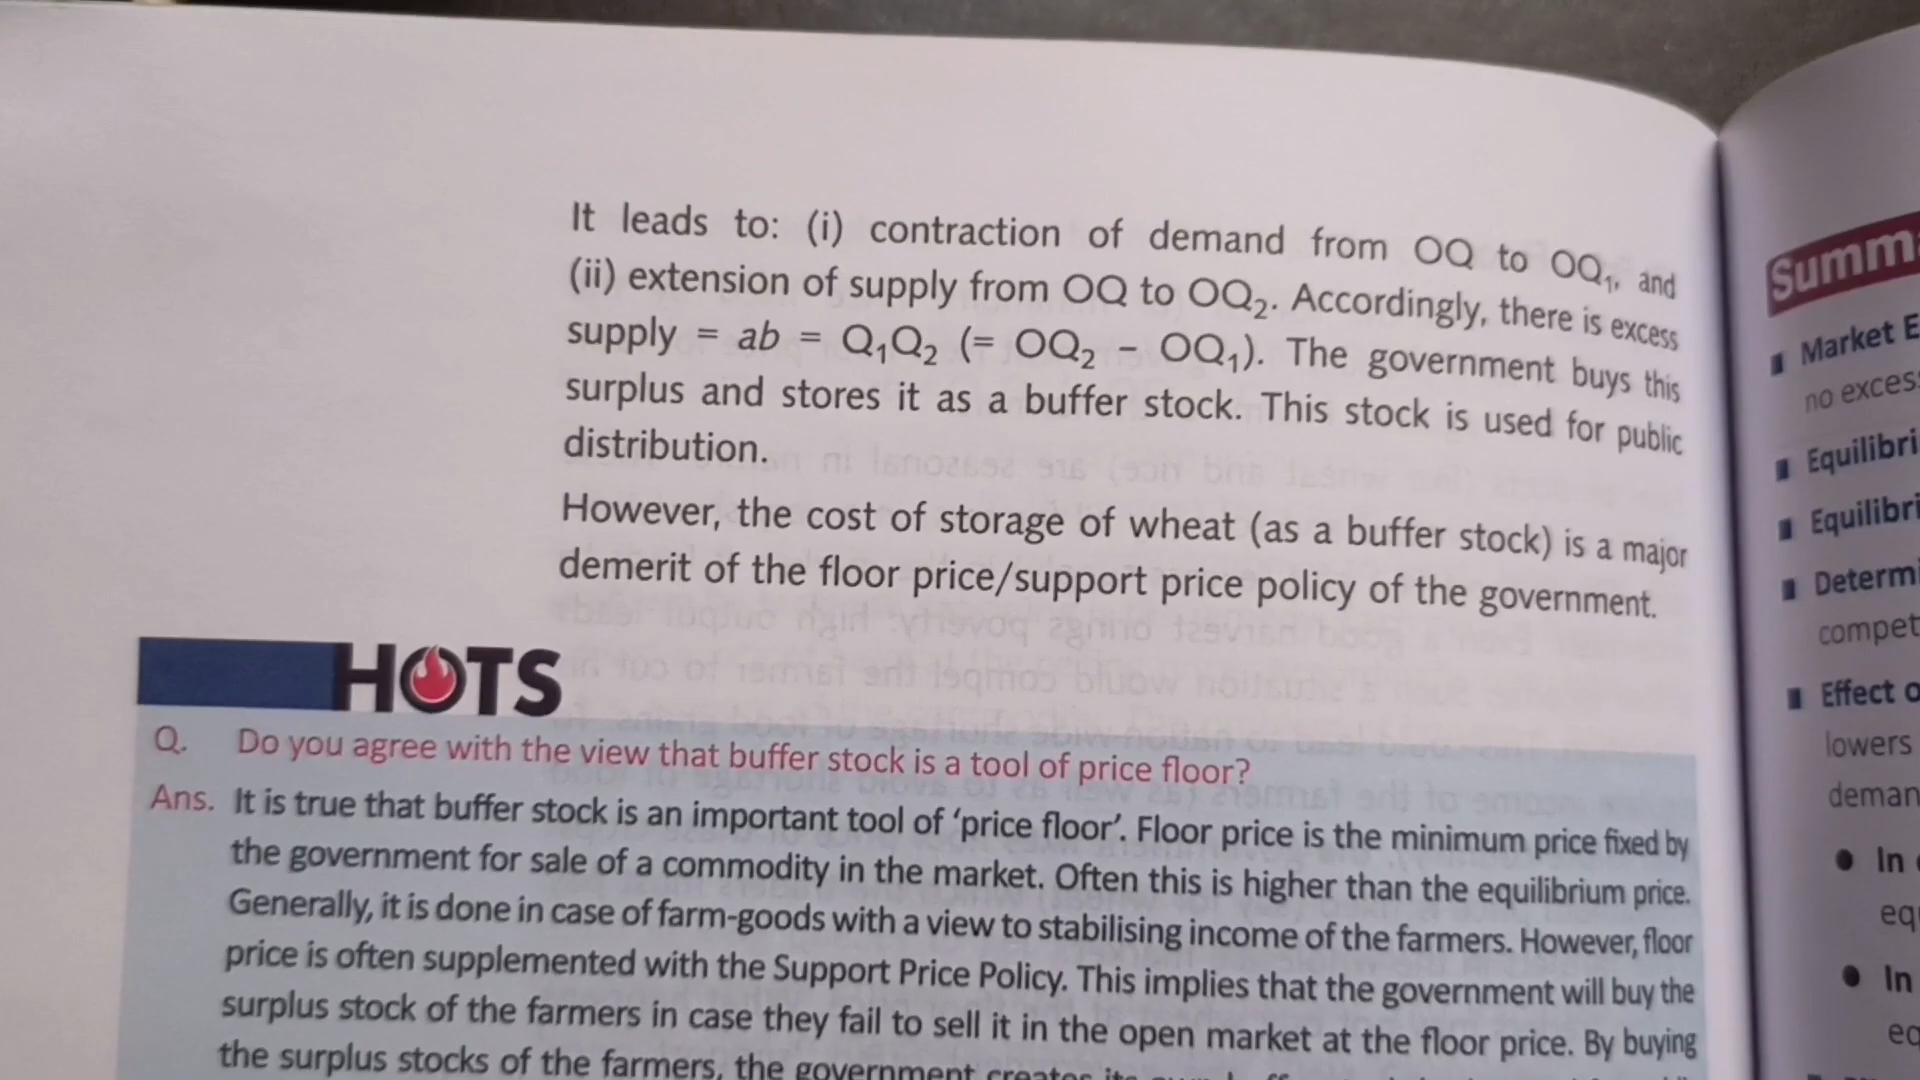 It leads to: (i) contraction of demand from OQ to OQ₁, and
(ii) extension of supply from OQ to OQ₂. Accordingly, there is excess
supply = ab = Q₁Q₂ (= OQ₂ – OQ₁). The government buys this
surplus and stores it as a buffer stock. This stock is used for public
distribution.
However, the cost of storage of wheat (as a buffer stock) is a major
demerit of the floor price/support price policy of the government.
HOTS
Q. Do you agree with the view that buffer stock is a tool of price floor?
Ans. It is true that buffer stock is an important tool of ‘price floor’. Floor price is the minimum price fixed by
the government for sale of a commodity in the market. Often this is higher than the equilibrium price.
Generally, it is done in case of farm-goods with a view to stabilising income of the farmers. However, floor
price is often supplemented with the Support Price Policy. This implies that the government will buy the
surplus stock of the farmers in case they fail to sell it in the open market at the floor price. By buying
the surplus stocks of the farmers, the government creates its
Market
no
Effect
lowers
In
In